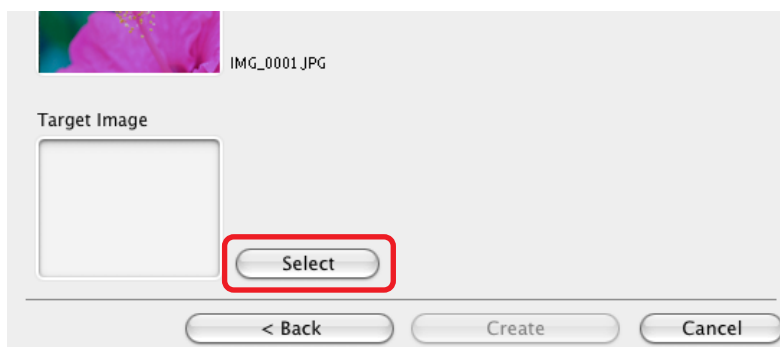 IMG_0001.JPG
Target Image
Select
< Back
Create
Cancel